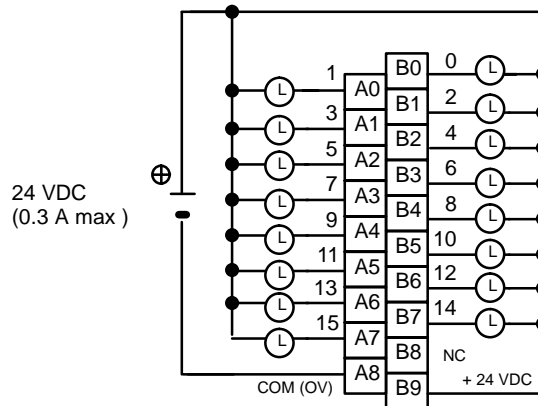 B0 0 L
1 L A0
B1 2 L
3 L A1
B2 4 L
5 L A2
B3 6 L
24 VDC
(0.3 A max )
7 L A3
B4 8 L
9 L A4
B5 10 L
11 L A5
B6 12 L
13 L A6
B7 14 L
15 L A7
B8 NC
COM (OV) A8
B9 + 24 VDC